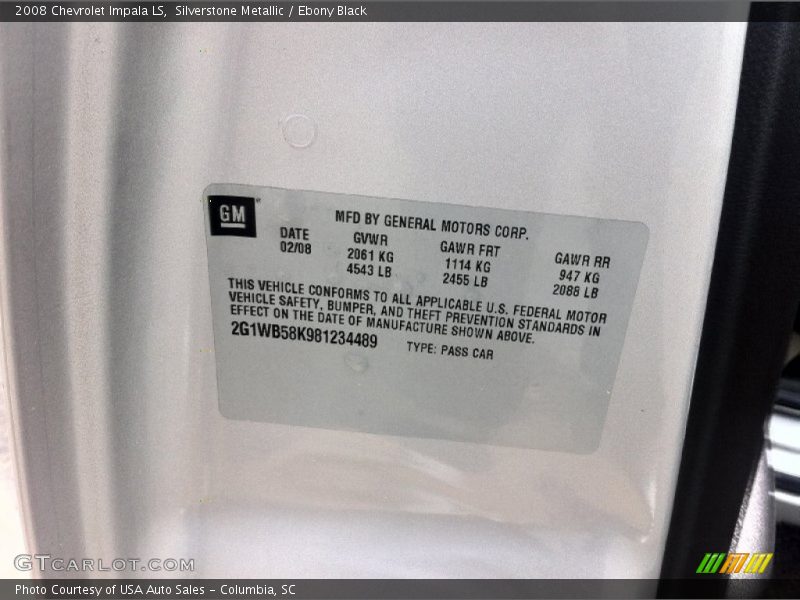 2008 Chevrolet Impala LS, Silverstone Metallic / Ebony Black
GM
MFD BY GENERAL MOTORS CORP.
DATE GVWR GAWR FRT GAWR RR
02/08 2061 KG 1114 KG 947 KG
4543 LB 2455 LB 2088 LB
THIS VEHICLE CONFORMS TO ALL APPLICABLE U.S. FEDERAL MOTOR
VEHICLE SAFETY, BUMPER, AND THEFT PREVENTION STANDARDS IN
EFFECT ON THE DATE OF MANUFACTURE SHOWN ABOVE.
2G1WB58K981234489 TYPE: PASS CAR
GTCARLOT.COM
Photo Courtesy of USA Auto Sales - Columbia, SC